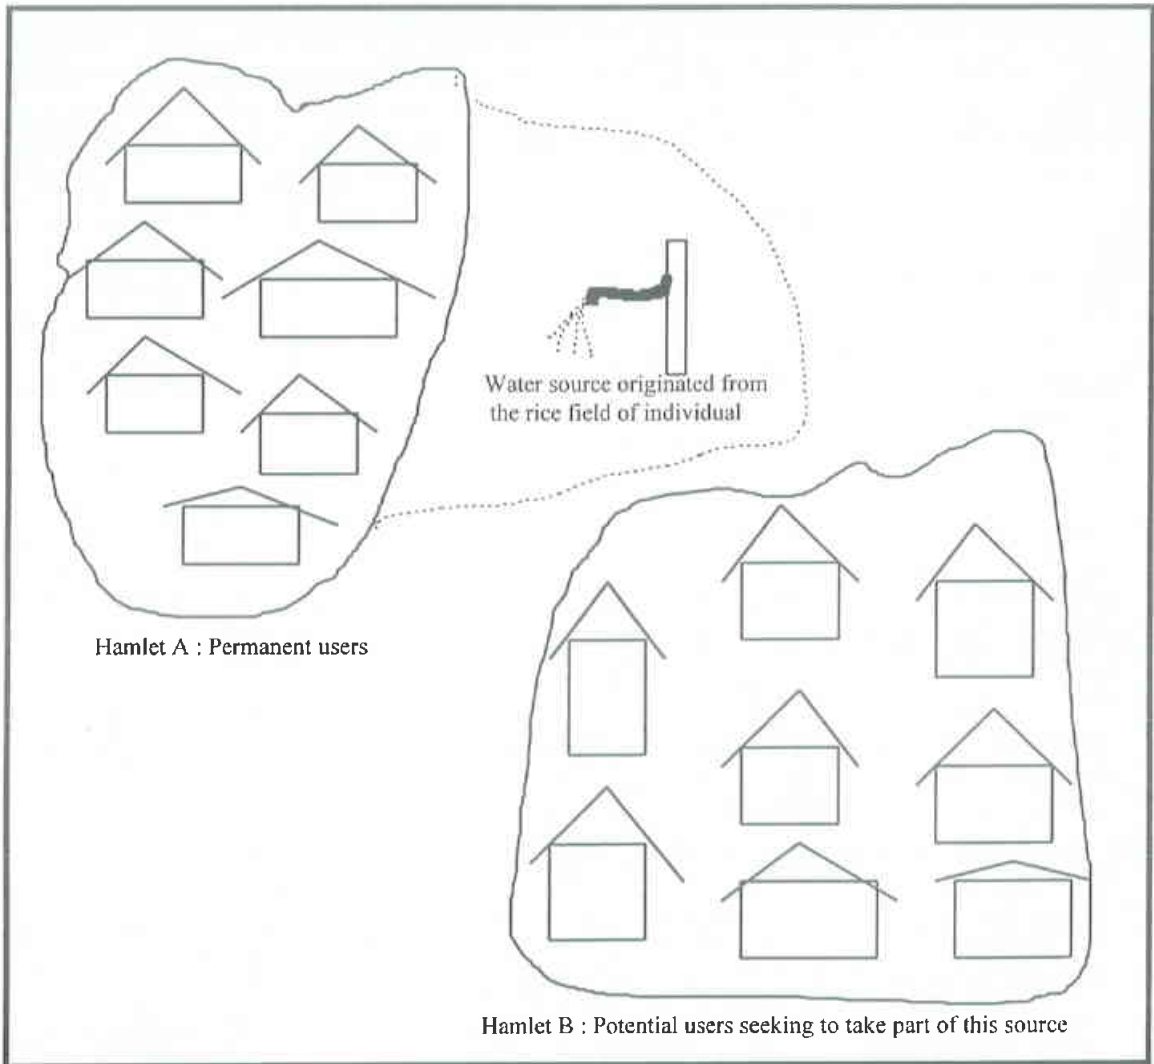 Water source originated from
the rice field of individual
Hamlet A : Permanent users
Hamlet B : Potential users seeking to take part of this source